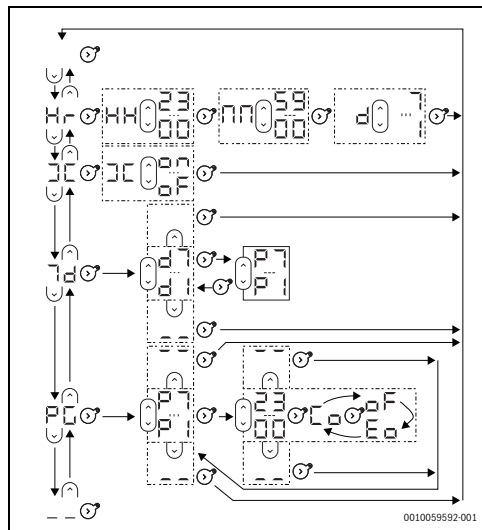 Hr HH 23 ... 00 ΠΠ 59 ... 00 d 7 ... 1
JC JC on ... oF
7d d7 ... d1 P7 ... P1
_ _
_ _ _ _
PG P7 ... P1 23 ... 00 Co oF Eo
_ _ _ _
_ _
0010059592-001